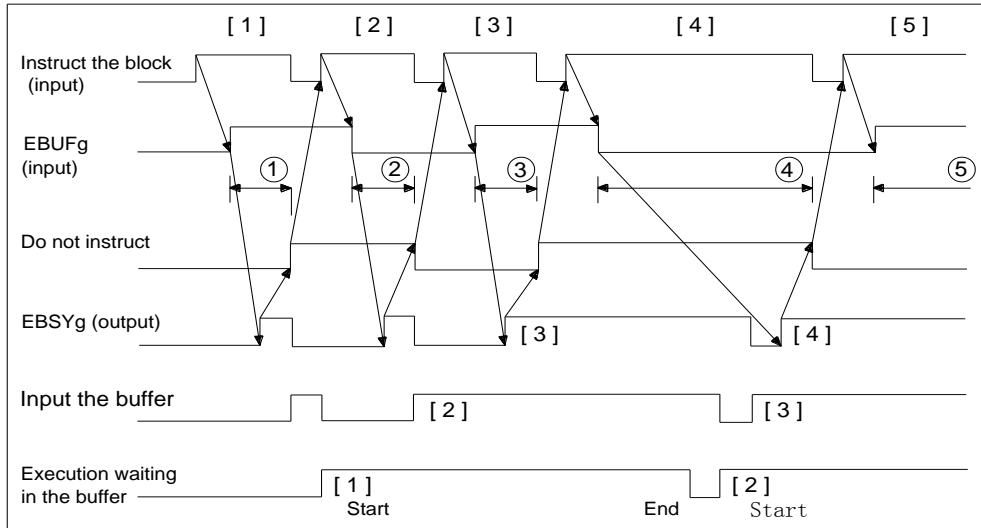 [ 1 ] [ 2 ] [ 3 ] [ 4 ] [ 5 ]
Instruct the block
(input)
EBUFg
(input)
① ② ③ ④ ⑤
Do not instruct
EBSYg (output)
[ 3 ] [ 4 ]
Input the buffer
[ 2 ] [ 3 ]
Execution waiting
in the buffer
[ 1 ] [ 2 ]
Start End Start